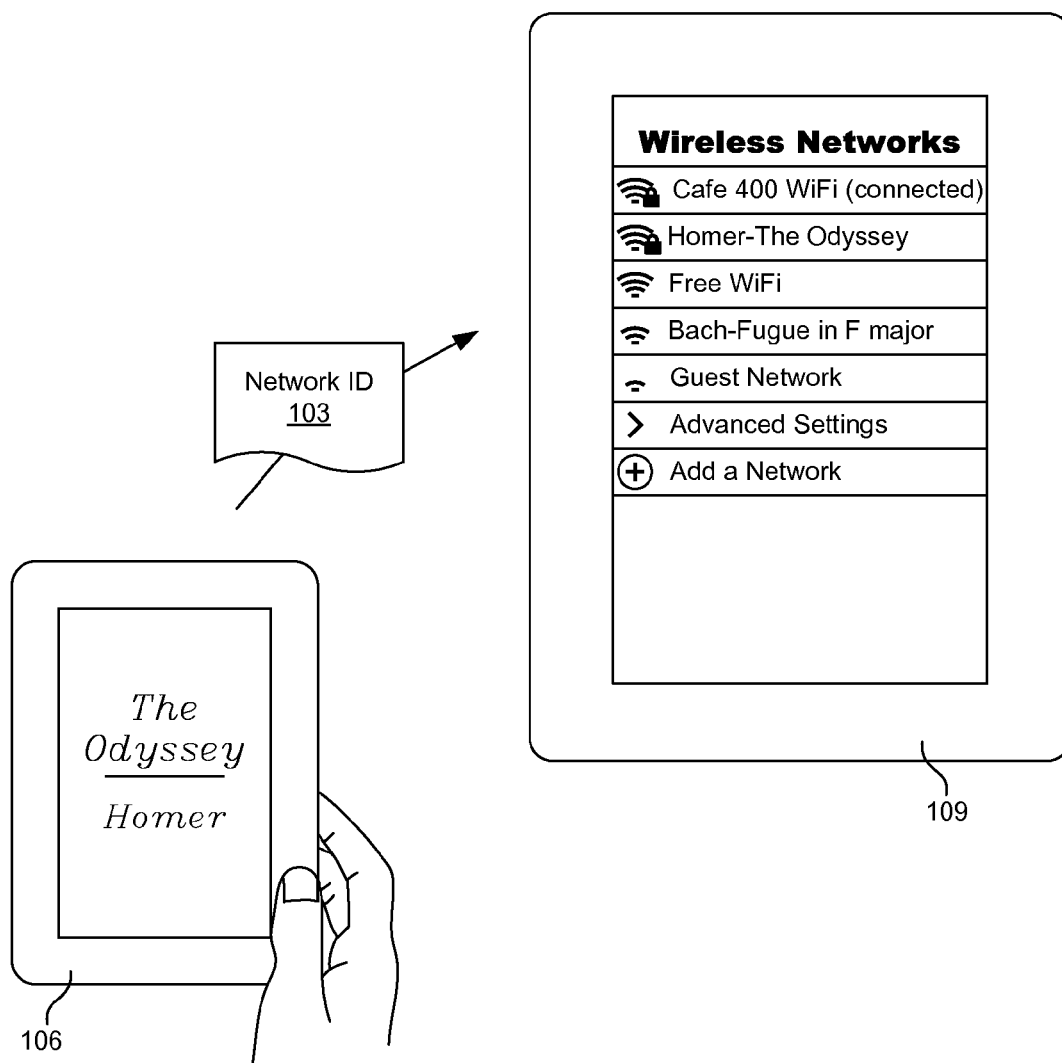 Wireless Networks
Cafe 400 WiFi (connected)
Homer-The Odyssey
Free WiFi
Bach-Fugue in F major
Guest Network
Advanced Settings
Add a Network
109
Network ID
103
The
Odyssey
Homer
106